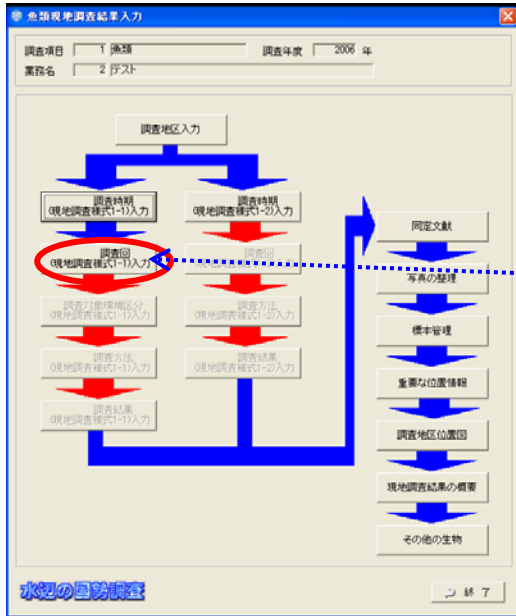 魚類現地調査結果入力
調査項目 1 魚類 調査年度 2006 年
業務名 2 テスト
調査地区入力
調査時期
(現地調査様式1-1)入力
調査時期
(現地調査様式1-2)入力
調査回
(現地調査様式1-1)入力
調査回
(現地調査様式1-2)入力
調査対象環境区分
(現地調査様式1-1)入力
調査方法
(現地調査様式1-2)入力
調査方法
(現地調査様式1-1)入力
調査結果
(現地調査様式1-2)入力
調査結果
(現地調査様式1-1)入力
同定文献
写真の整理
標本管理
重要な位置情報
調査地区位置図
現地調査結果の概要
その他の生物
水辺の国勢調査
終 了